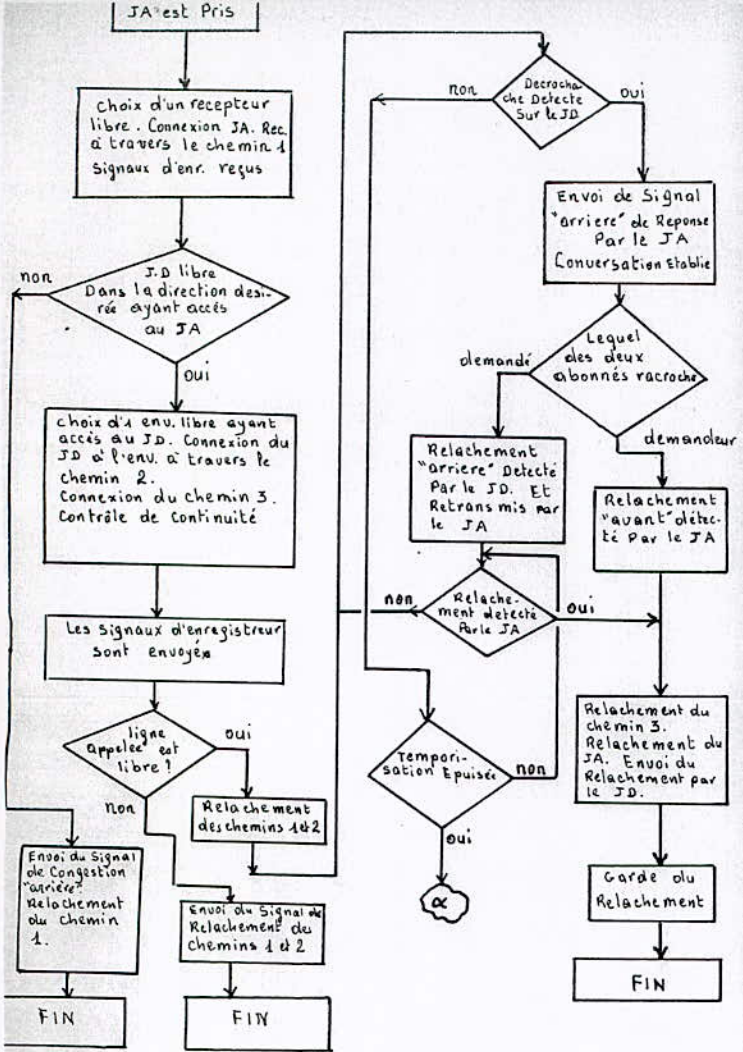 JA est Pris
Choix d'un recepteur
libre. Connexion JA. Rec.
à travers le chemin 1
Signaux d'enr. reçus
J.D libre
Dans la direction desi-
rée ayant accés
au JA
non
oui
Choix d'1 env. libre ayant
accès au JD. Connexion du
JD à l'env. à travers le
chemin 2.
Connexion du chemin 3.
Contrôle de Continuité
Les Signaux d'enregistreur
sont envoyés
ligne
appelée est
libre ?
oui
non
Relachement
des chemins 1 et 2
Envoi du Signal
de Congestion
"arrière"
Relachement
du Chemin
1.
FIN
Envoi du Signal de
Relachement des
Chemins 1 et 2
FIN
Decrocha
che Detecte
Sur le JD.
non
oui
Envoi de Signal
"arriere" de Reponse
Par le JA
Conversation Etablie
Lequel
des deux
abonnés racroche
demandé
demandeur
Relachement
"arriere" Detecté
Par le JD. Et
Retransmis par
le JA
Relachement
"avant" détec-
té Par le JA
Relache-
ment detecté
Par le JA
non
oui
Tempori-
sation Epuisée
non
oui
α
Relachement du
chemin 3.
Relachement du
JA. Envoi du
Relachement par
le JD.
Garde du
Relachement
FIN